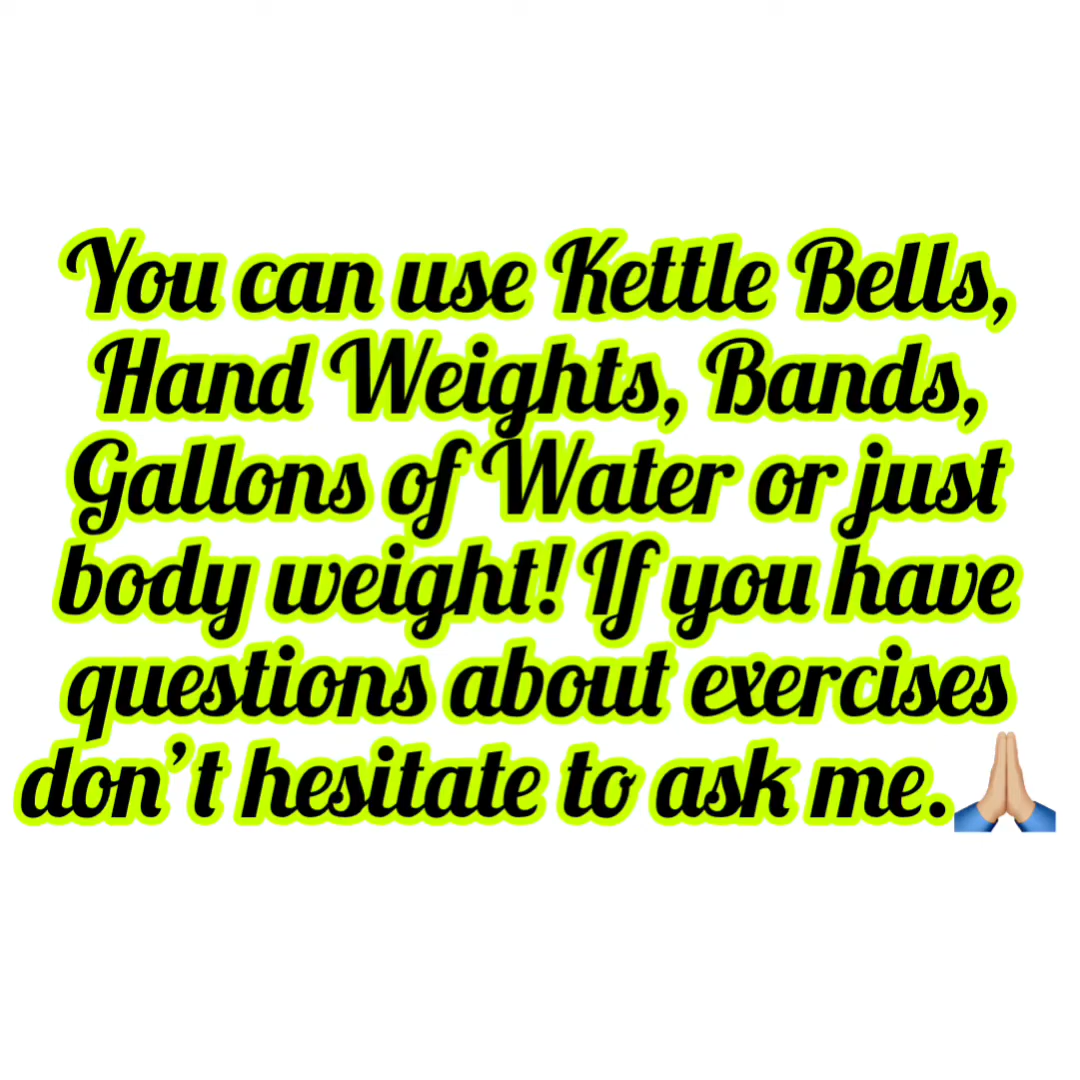 You can use Kettle Bells,
Hand Weights, Bands,
Gallons of Water or just
body weight! If you have
questions about exercises
don’t hesitate to ask me.🙏🏼